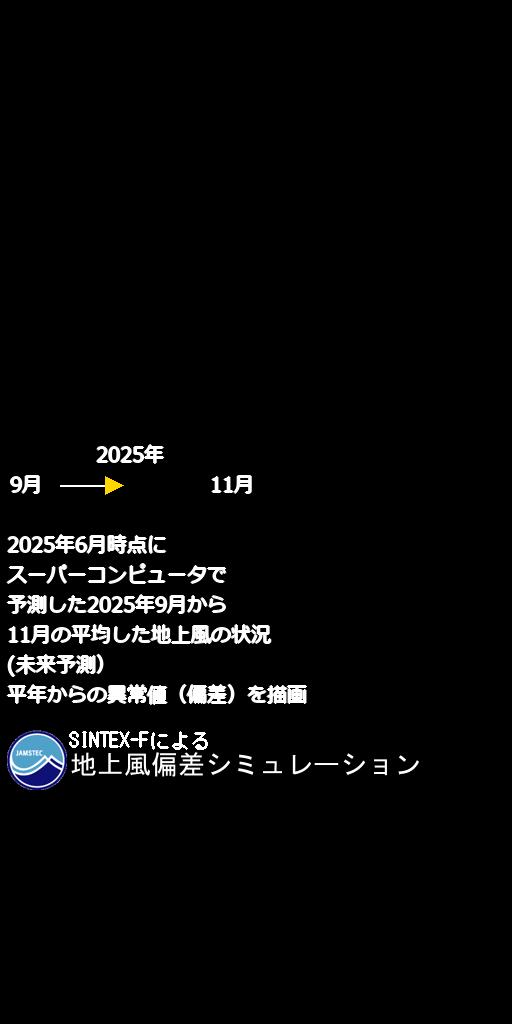 2025年
9月 11月
2025年6月時点に
スーパーコンピュータで
予測した2025年9月から
11月の平均した地上風の状況
(未来予測）
平年からの異常値（偏差）を描画
SINTEX-Fによる
JAMSTEC
地上風偏差シミュレーション